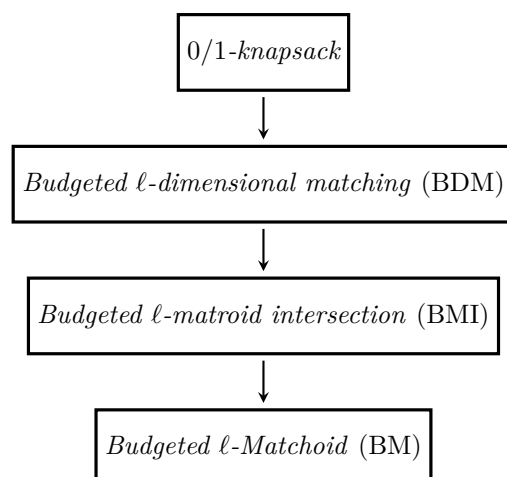 0/1-knapsack
Budgeted ℓ-dimensional matching (BDM)
Budgeted ℓ-matroid intersection (BMI)
Budgeted ℓ-Matchoid (BM)